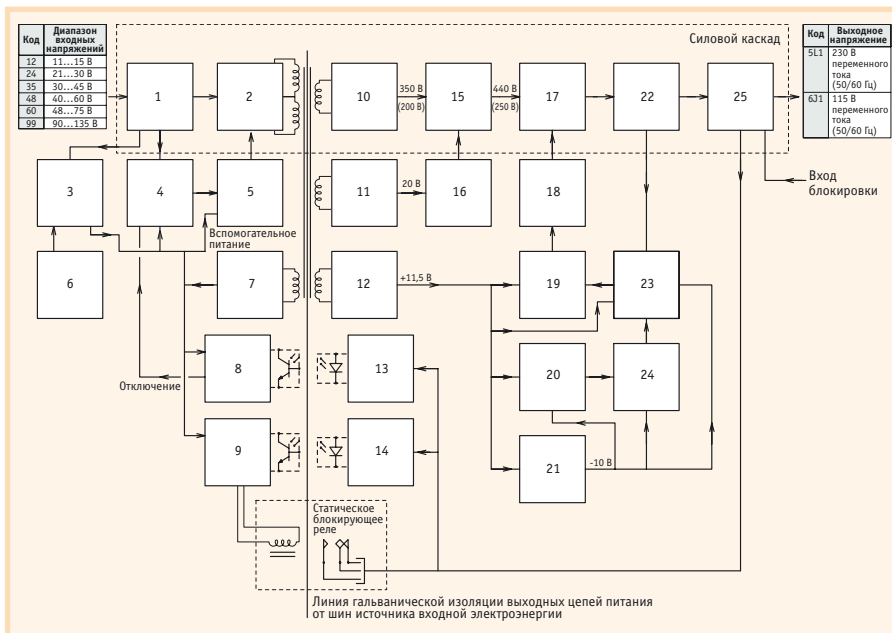 Код Диапазон входных напряжений
12 11...15 В
24 21...30 В
35 30...45 В
48 40...60 В
60 48...75 В
99 90...135 В
Силовой каскад
Код Выходное напряжение
5L1 230 В
переменного
тока
(50/60 Гц)
6J1 115 В
переменного
тока
(50/60 Гц)
1
2
10
350 В
(200 В)
15
440 В
(250 В)
17
22
25
Вход
блокировки
3
4
5
11
20 В
16
18
Вспомогательное
питание
6
7
12
+11,5 В
19
23
8
13
20
24
Отключение
9
14
21
-10 В
Статическое
блокирующее
реле
Линия гальванической изоляции выходных цепей питания
от шин источника входной электроэнергии